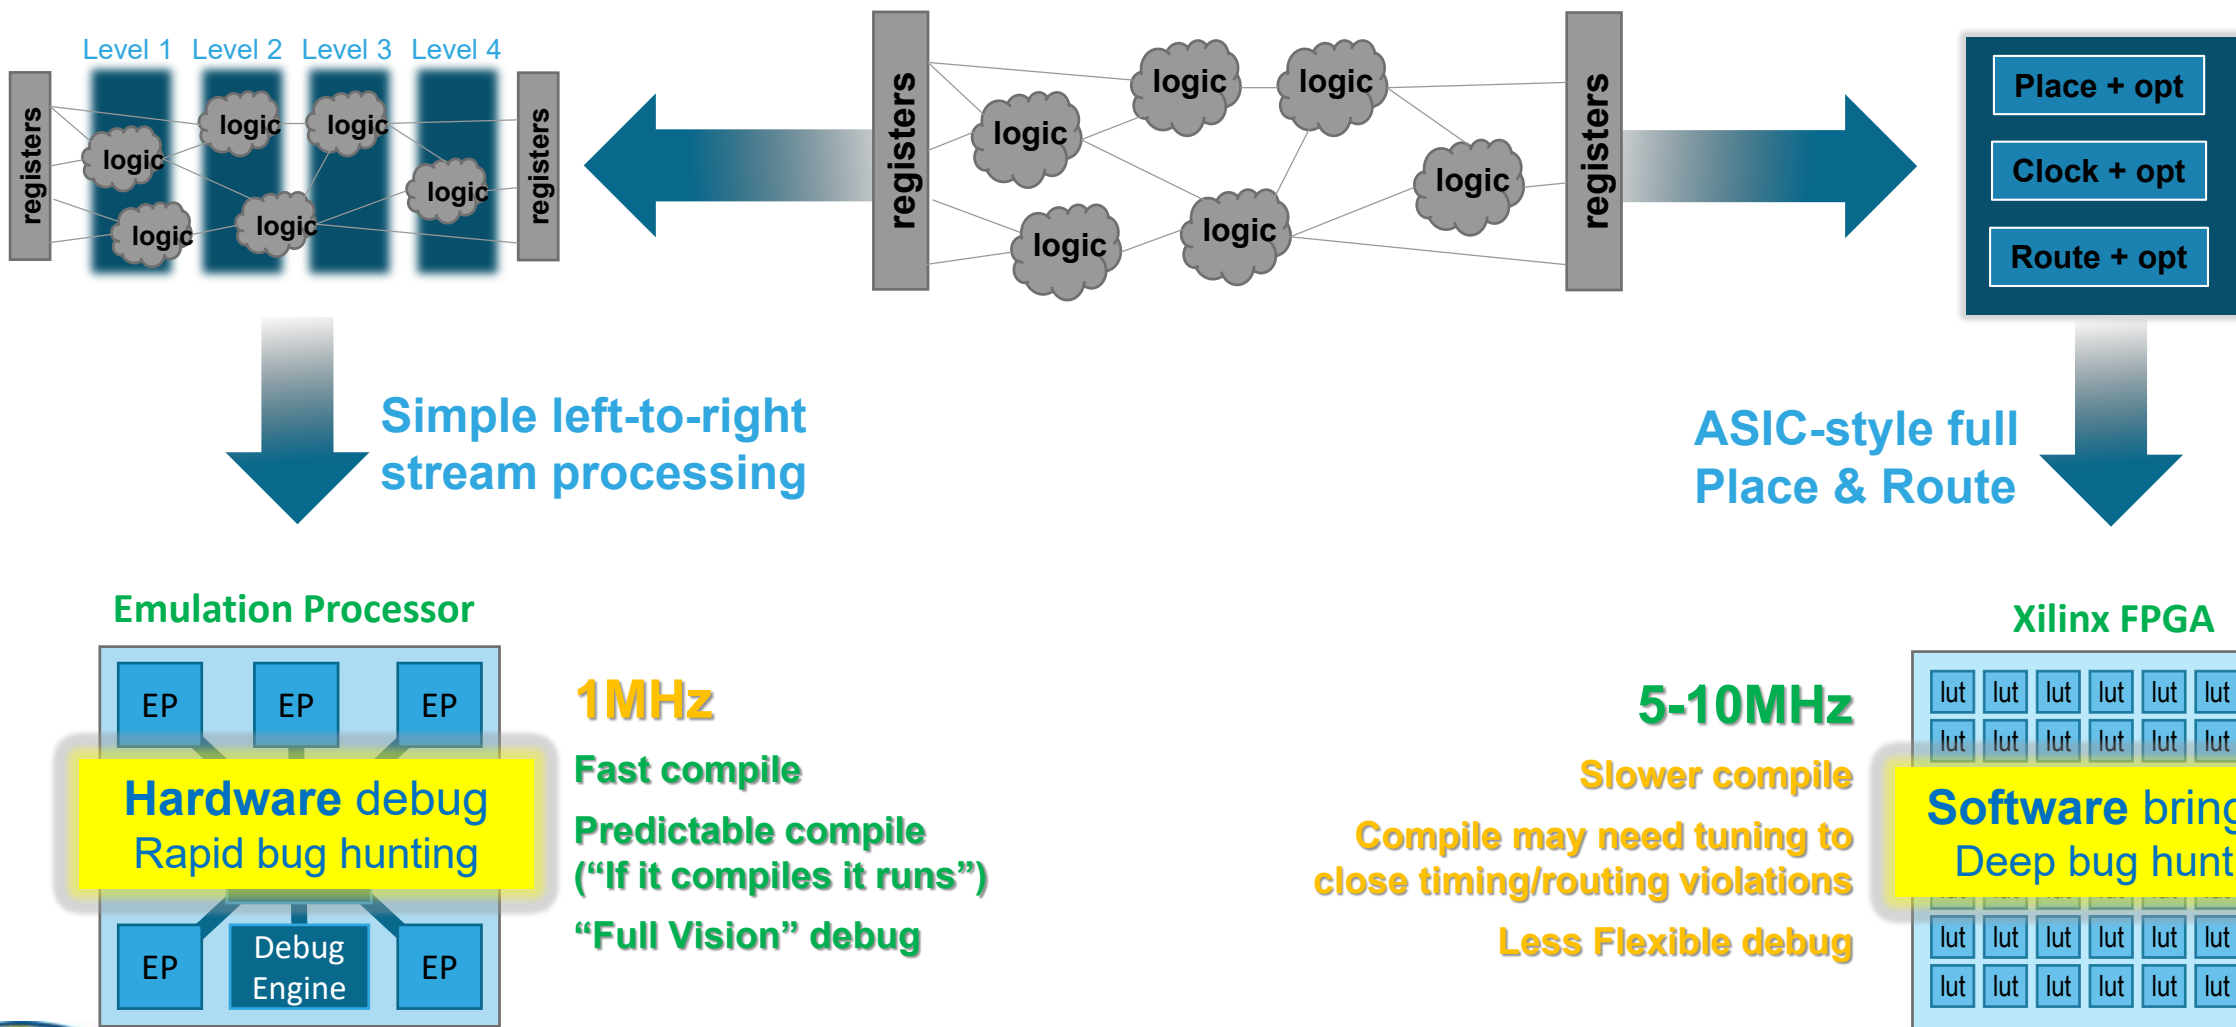 Level 1 Level 2 Level 3 Level 4
registers
logic
logic
logic
logic
logic
logic
registers
registers
logic
logic
logic
logic
logic
logic
registers
Place + opt
Clock + opt
Route + opt
Simple left-to-right
stream processing
ASIC-style full
Place & Route
Emulation Processor
EP EP EP
Hardware debug
Rapid bug hunting
EP
Debug
Engine
EP
1MHz
Fast compile
Predictable compile
(“If it compiles it runs”)
“Full Vision” debug
5-10MHz
Slower compile
Compile may need tuning to
close timing/routing violations
Less Flexible debug
Xilinx FPGA
lut lut lut lut lut lut
lut lut lut lut lut lut
Software bring
Deep bug hunt
lut lut lut lut lut lut
lut lut lut lut lut lut